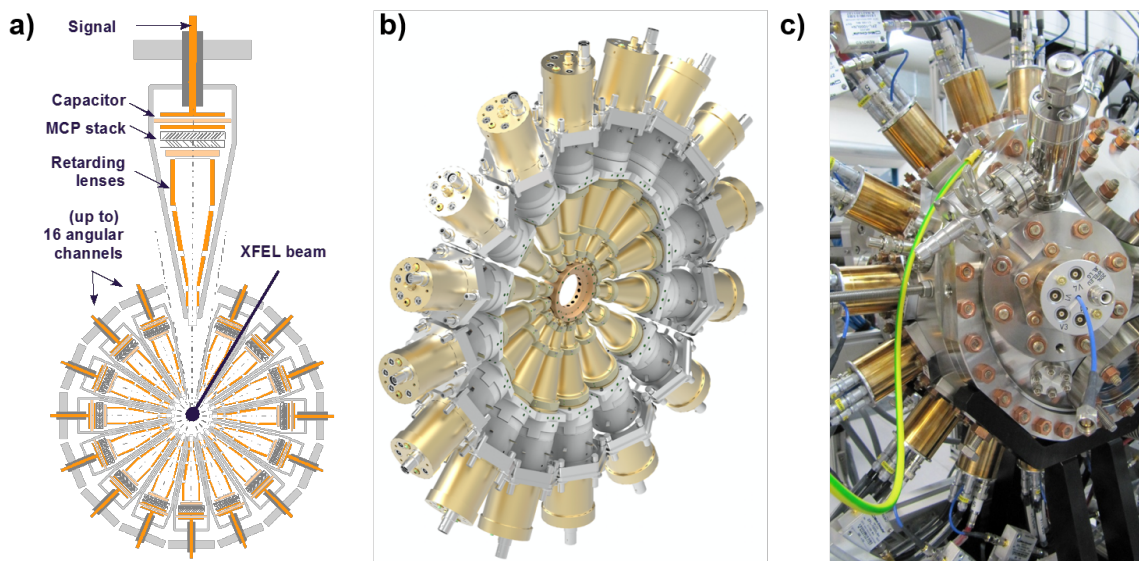 a)
Signal
Capacitor
MCP stack
Retarding
lenses
(up to)
16 angular
channels
XFEL beam
b)
c)